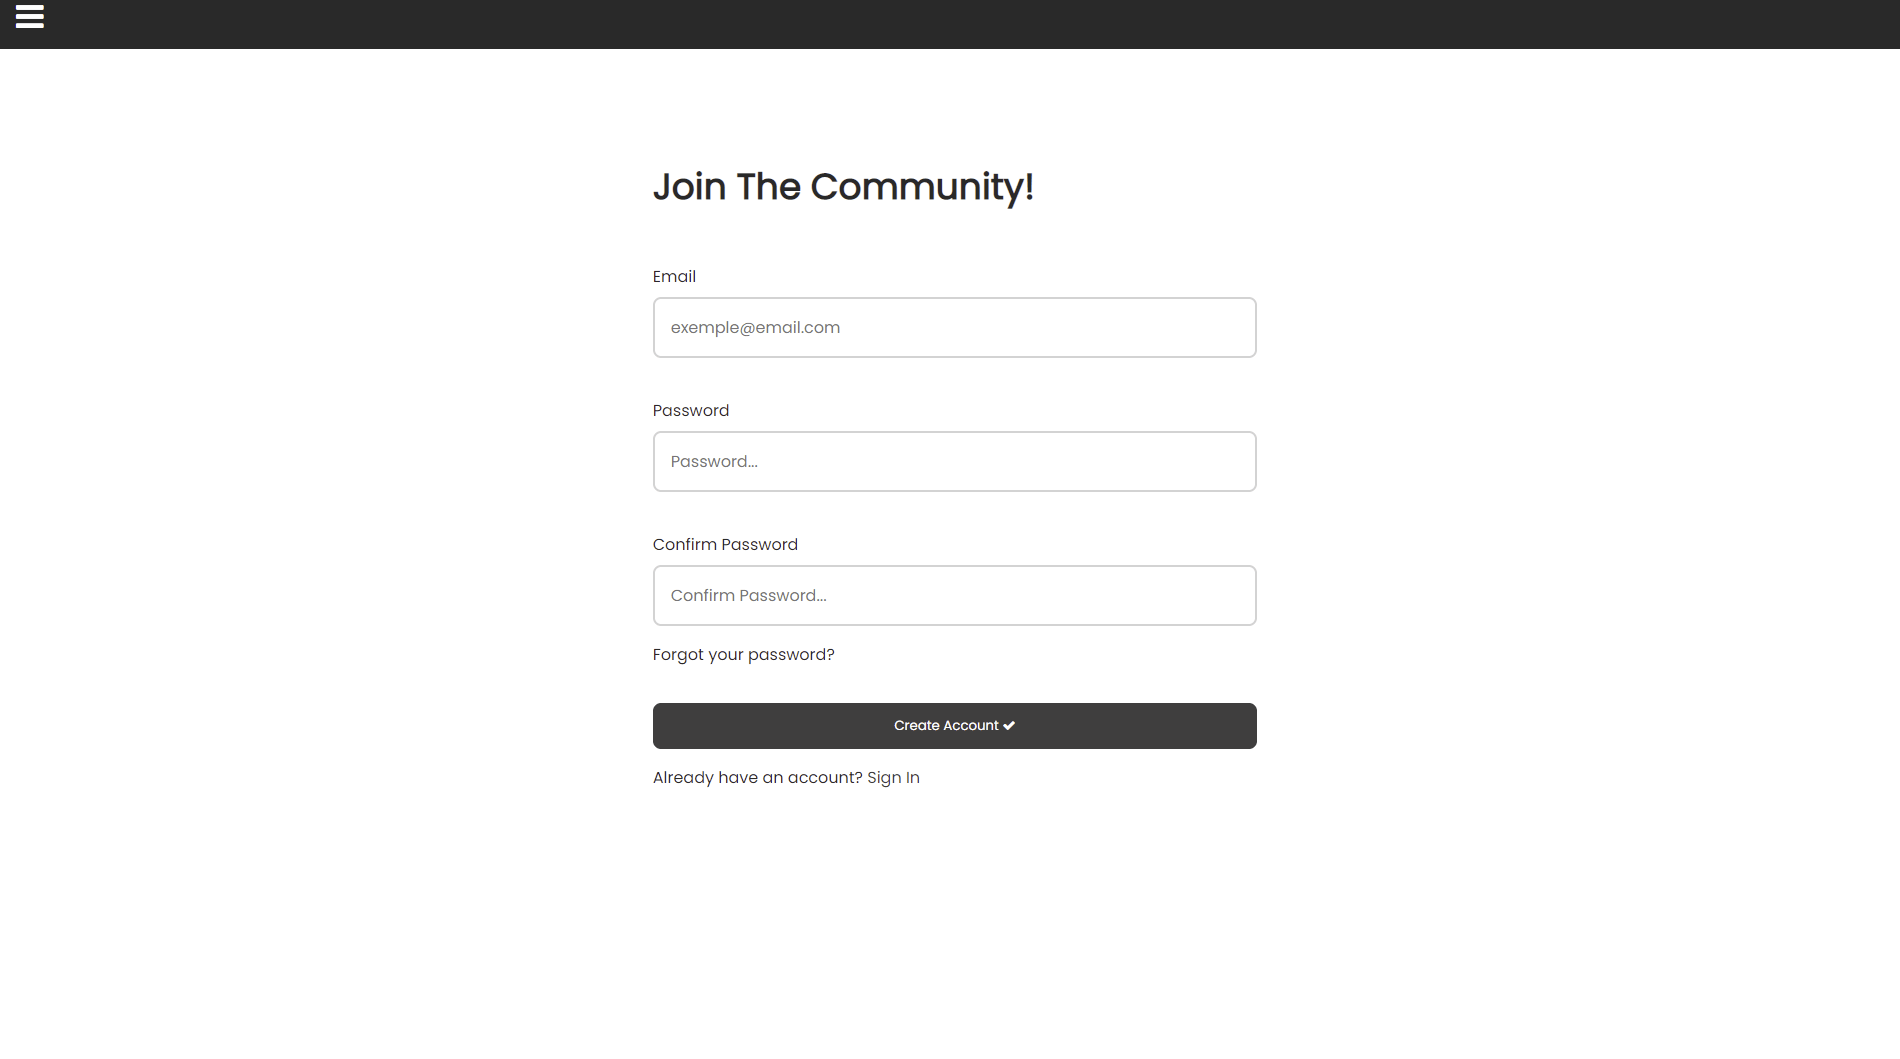 Join The Community!
Email
exemple@email.com
Password
Password...
Confirm Password
Confirm Password...
Forgot your password?
Create Account
Already have an account? Sign In